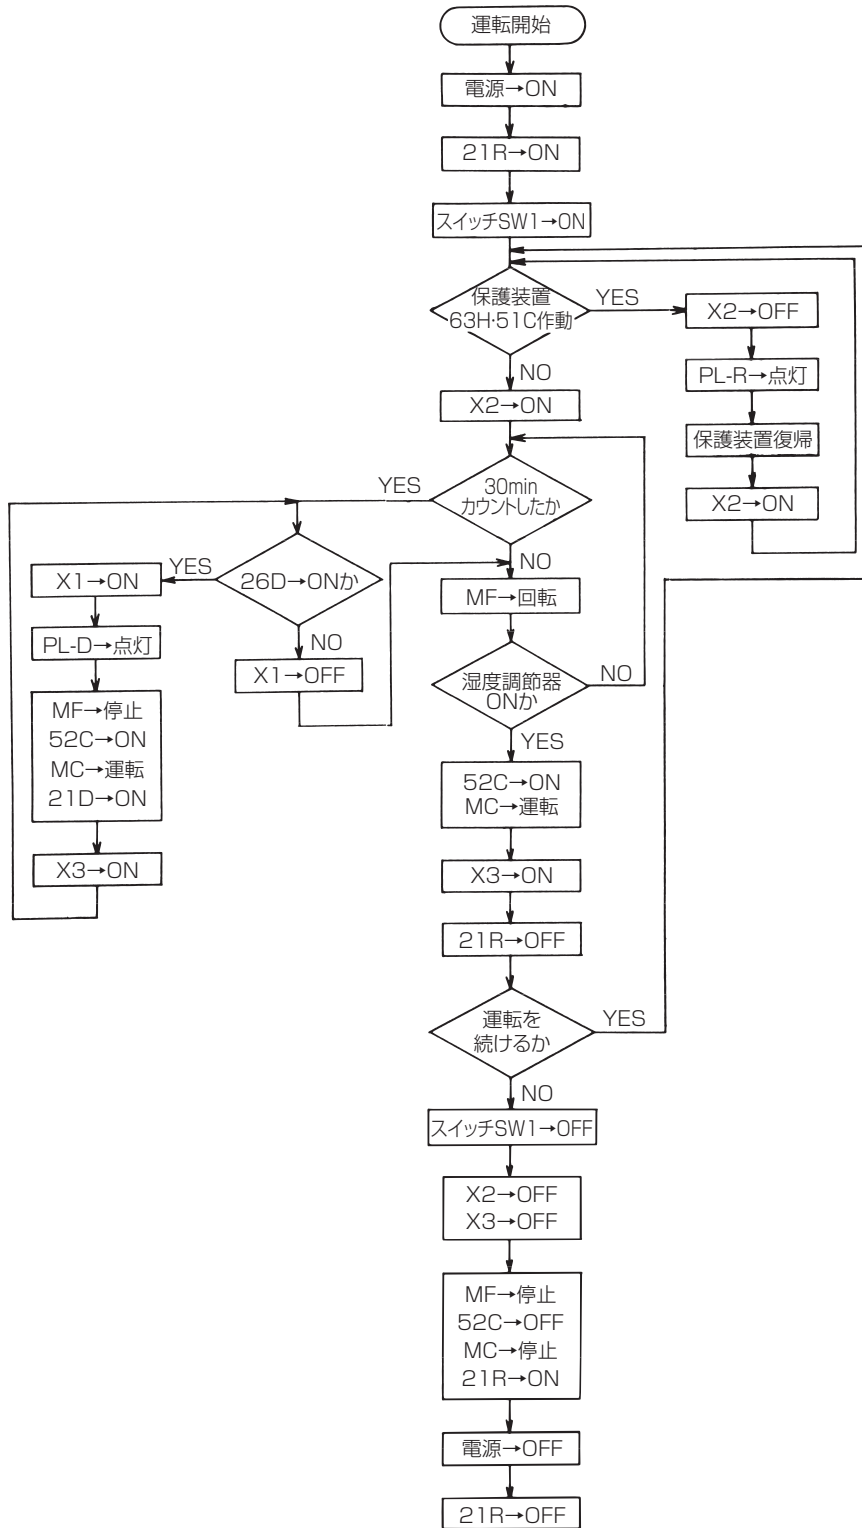 運転開始
電源→ON
21R→ON
スイッチSW1→ON
保護装置
63H·51C作動
YES
X2→OFF
PL-R→点灯
保護装置復帰
X2→ON
NO
X2→ON
30min
カウントしたか
YES
26D→ONか
YES
X1→ON
PL-D→点灯
MF→停止
52C→ON
MC→運転
21D→ON
X3→ON
NO
X1→OFF
NO
MF→回転
湿度調節器
ONか
NO
YES
52C→ON
MC→運転
X3→ON
21R→OFF
運転を
続けるか
YES
NO
スイッチSW1→OFF
X2→OFF
X3→OFF
MF→停止
52C→OFF
MC→停止
21R→ON
電源→OFF
21R→OFF